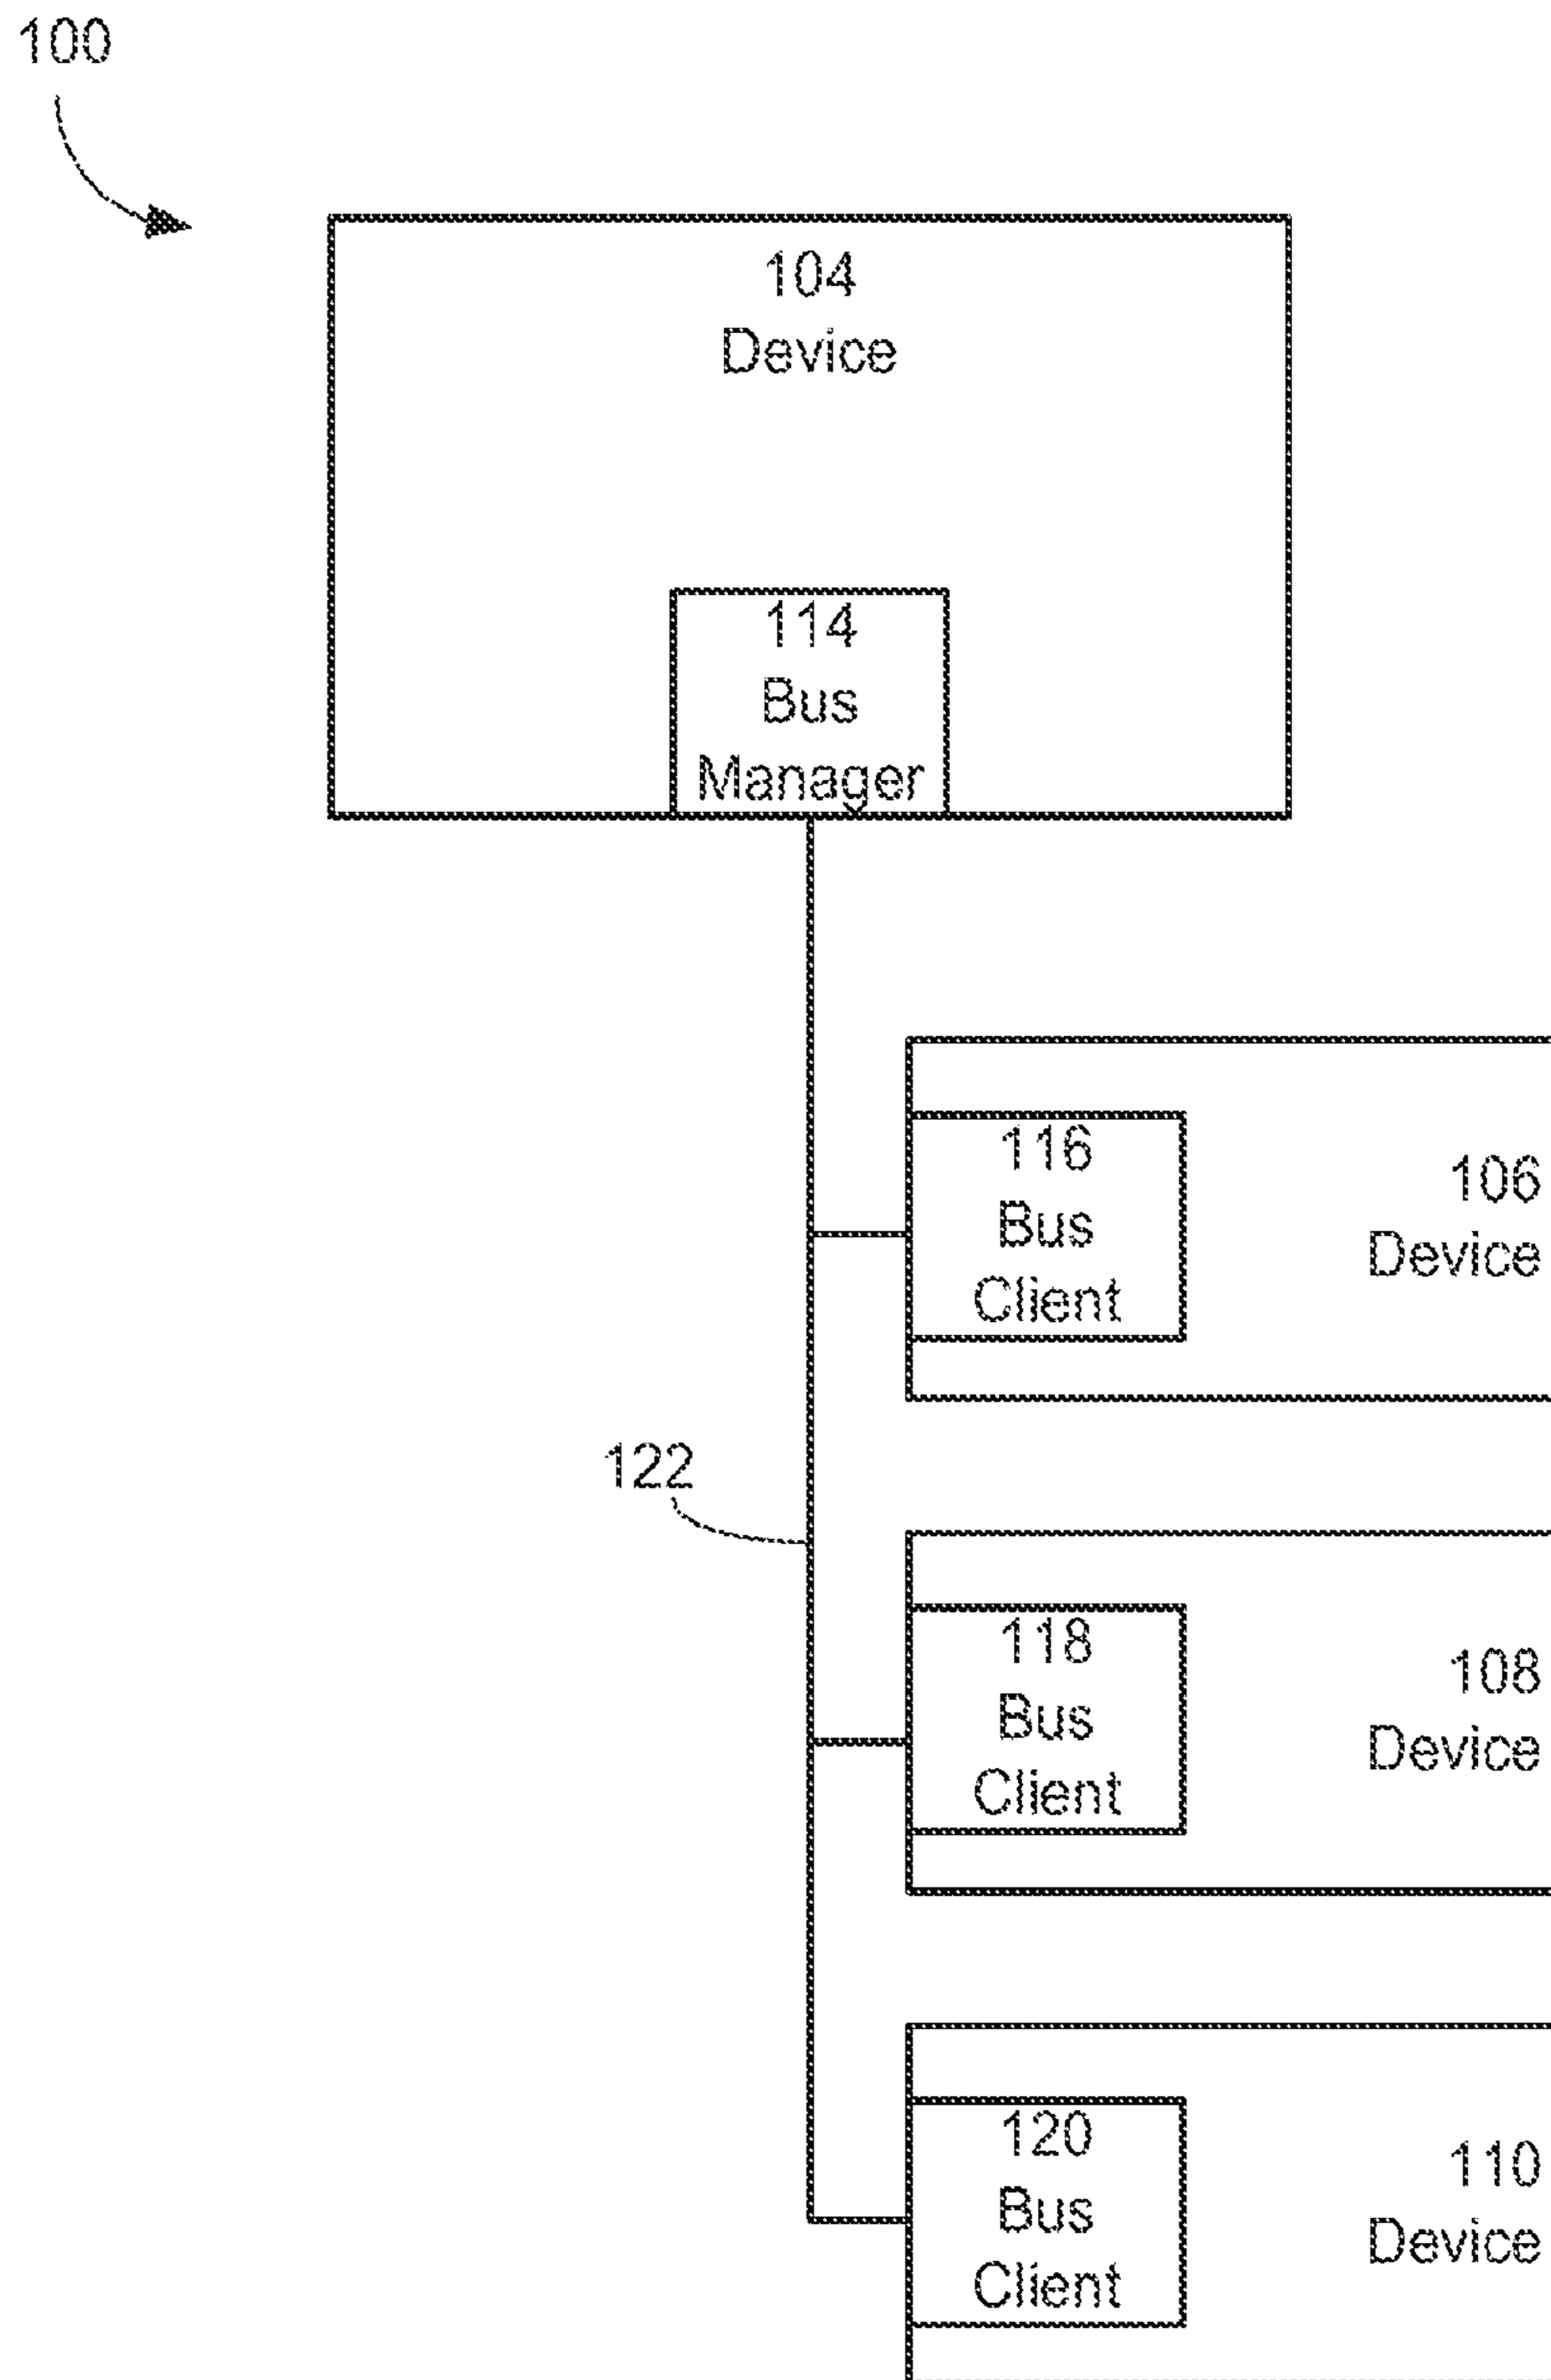 100
104
Device
114
Bus
Manager
116
Bus
Client
106
Device
122
118
Bus
Client
108
Device
120
Bus
Client
110
Device